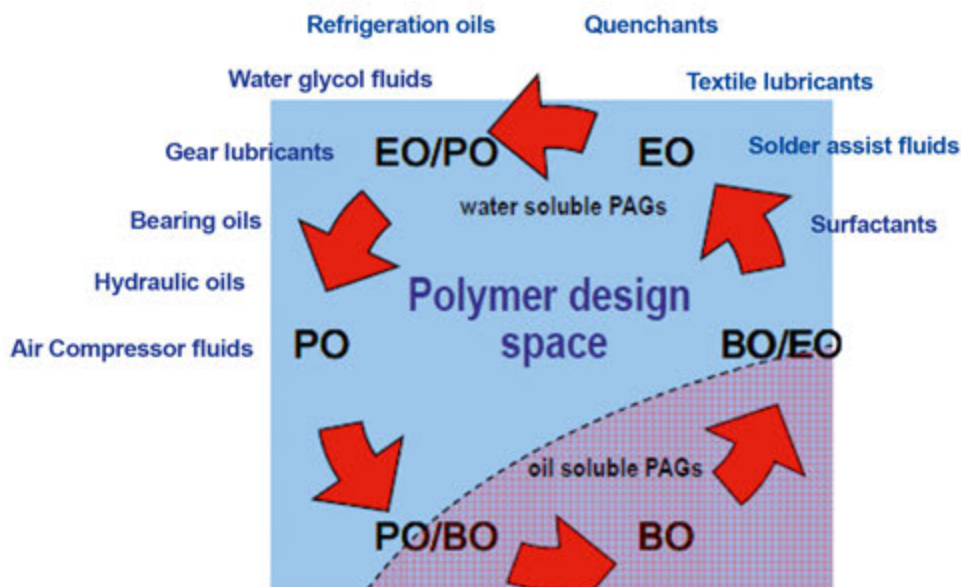 Refrigeration oils
Quenchants
Water glycol fluids
Textile lubricants
Gear lubricants
EO/PO
EO
Solder assist fluids
water soluble PAGs
Bearing oils
Surfactants
Hydraulic oils
Polymer design
space
Air Compressor fluids
PO
BO/EO
oil soluble PAGs
PO/BO
BO